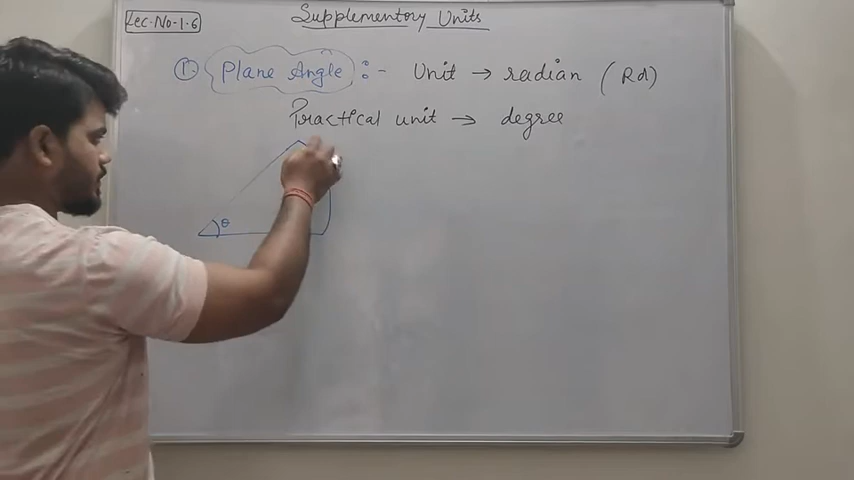 Lec.No-1.6
Supplementory Units
① Plane Angle :- Unit → radian (Rd)
Practical unit → degree
θ